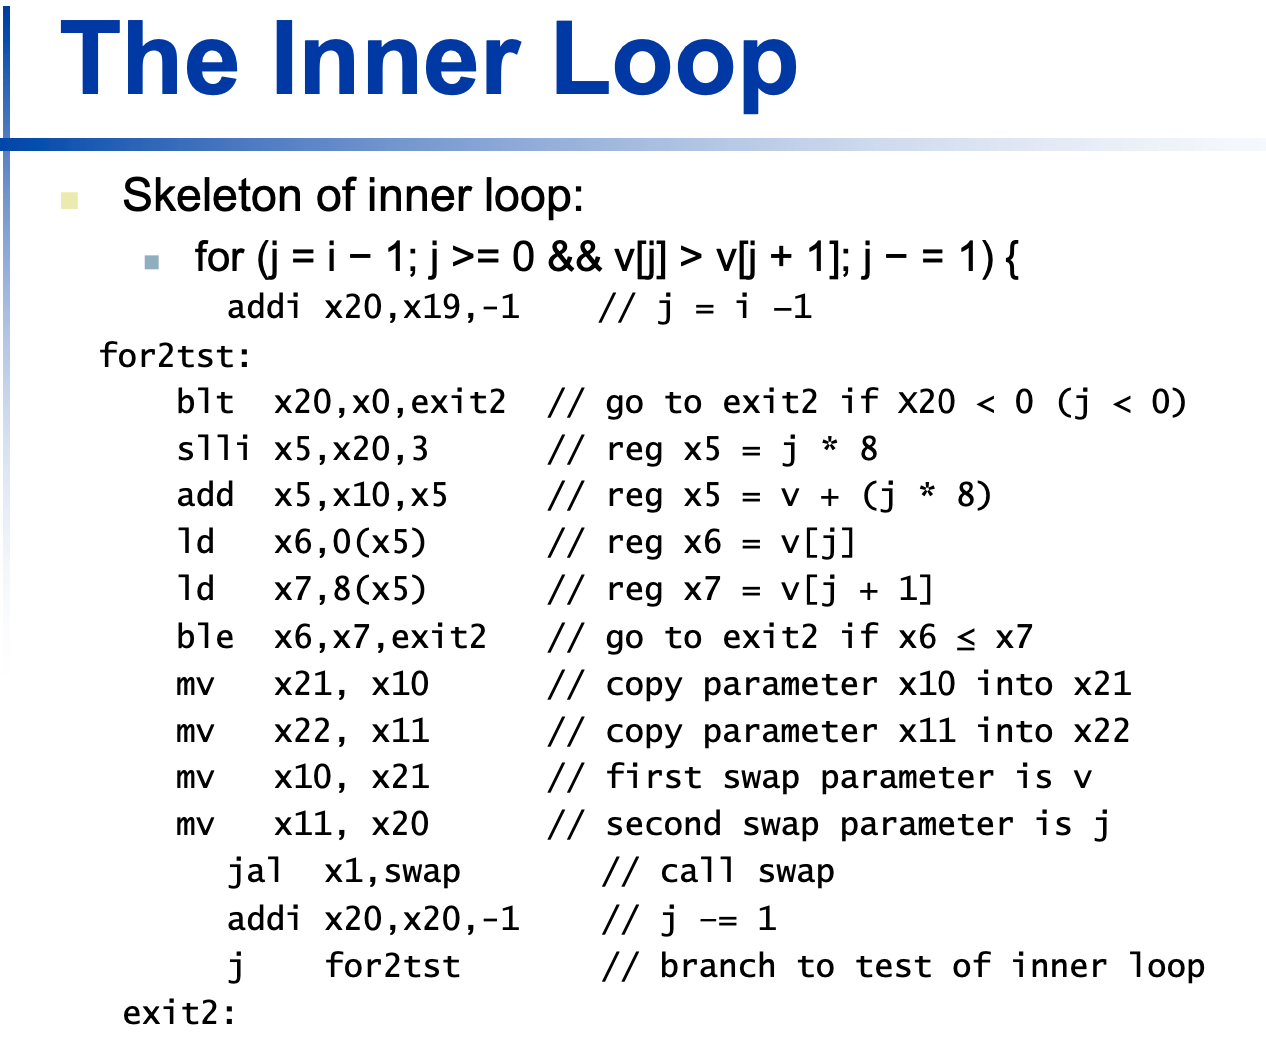 The Inner Loop
Skeleton of inner loop:
for (j = i − 1; j >= 0 && v[j] > v[j + 1]; j − = 1) {
addi x20,x19,-1 // j = i −1
for2tst:
blt x20,x0,exit2 // go to exit2 if X20 < 0 (j < 0)
slli x5,x20,3 // reg x5 = j * 8
add x5,x10,x5 // reg x5 = v + (j * 8)
ld x6,0(x5) // reg x6 = v[j]
ld x7,8(x5) // reg x7 = v[j + 1]
ble x6,x7,exit2 // go to exit2 if x6 ≤ x7
mv x21, x10 // copy parameter x10 into x21
mv x22, x11 // copy parameter x11 into x22
mv x10, x21 // first swap parameter is v
mv x11, x20 // second swap parameter is j
jal x1,swap // call swap
addi x20,x20,-1 // j -= 1
j for2tst // branch to test of inner loop
exit2: